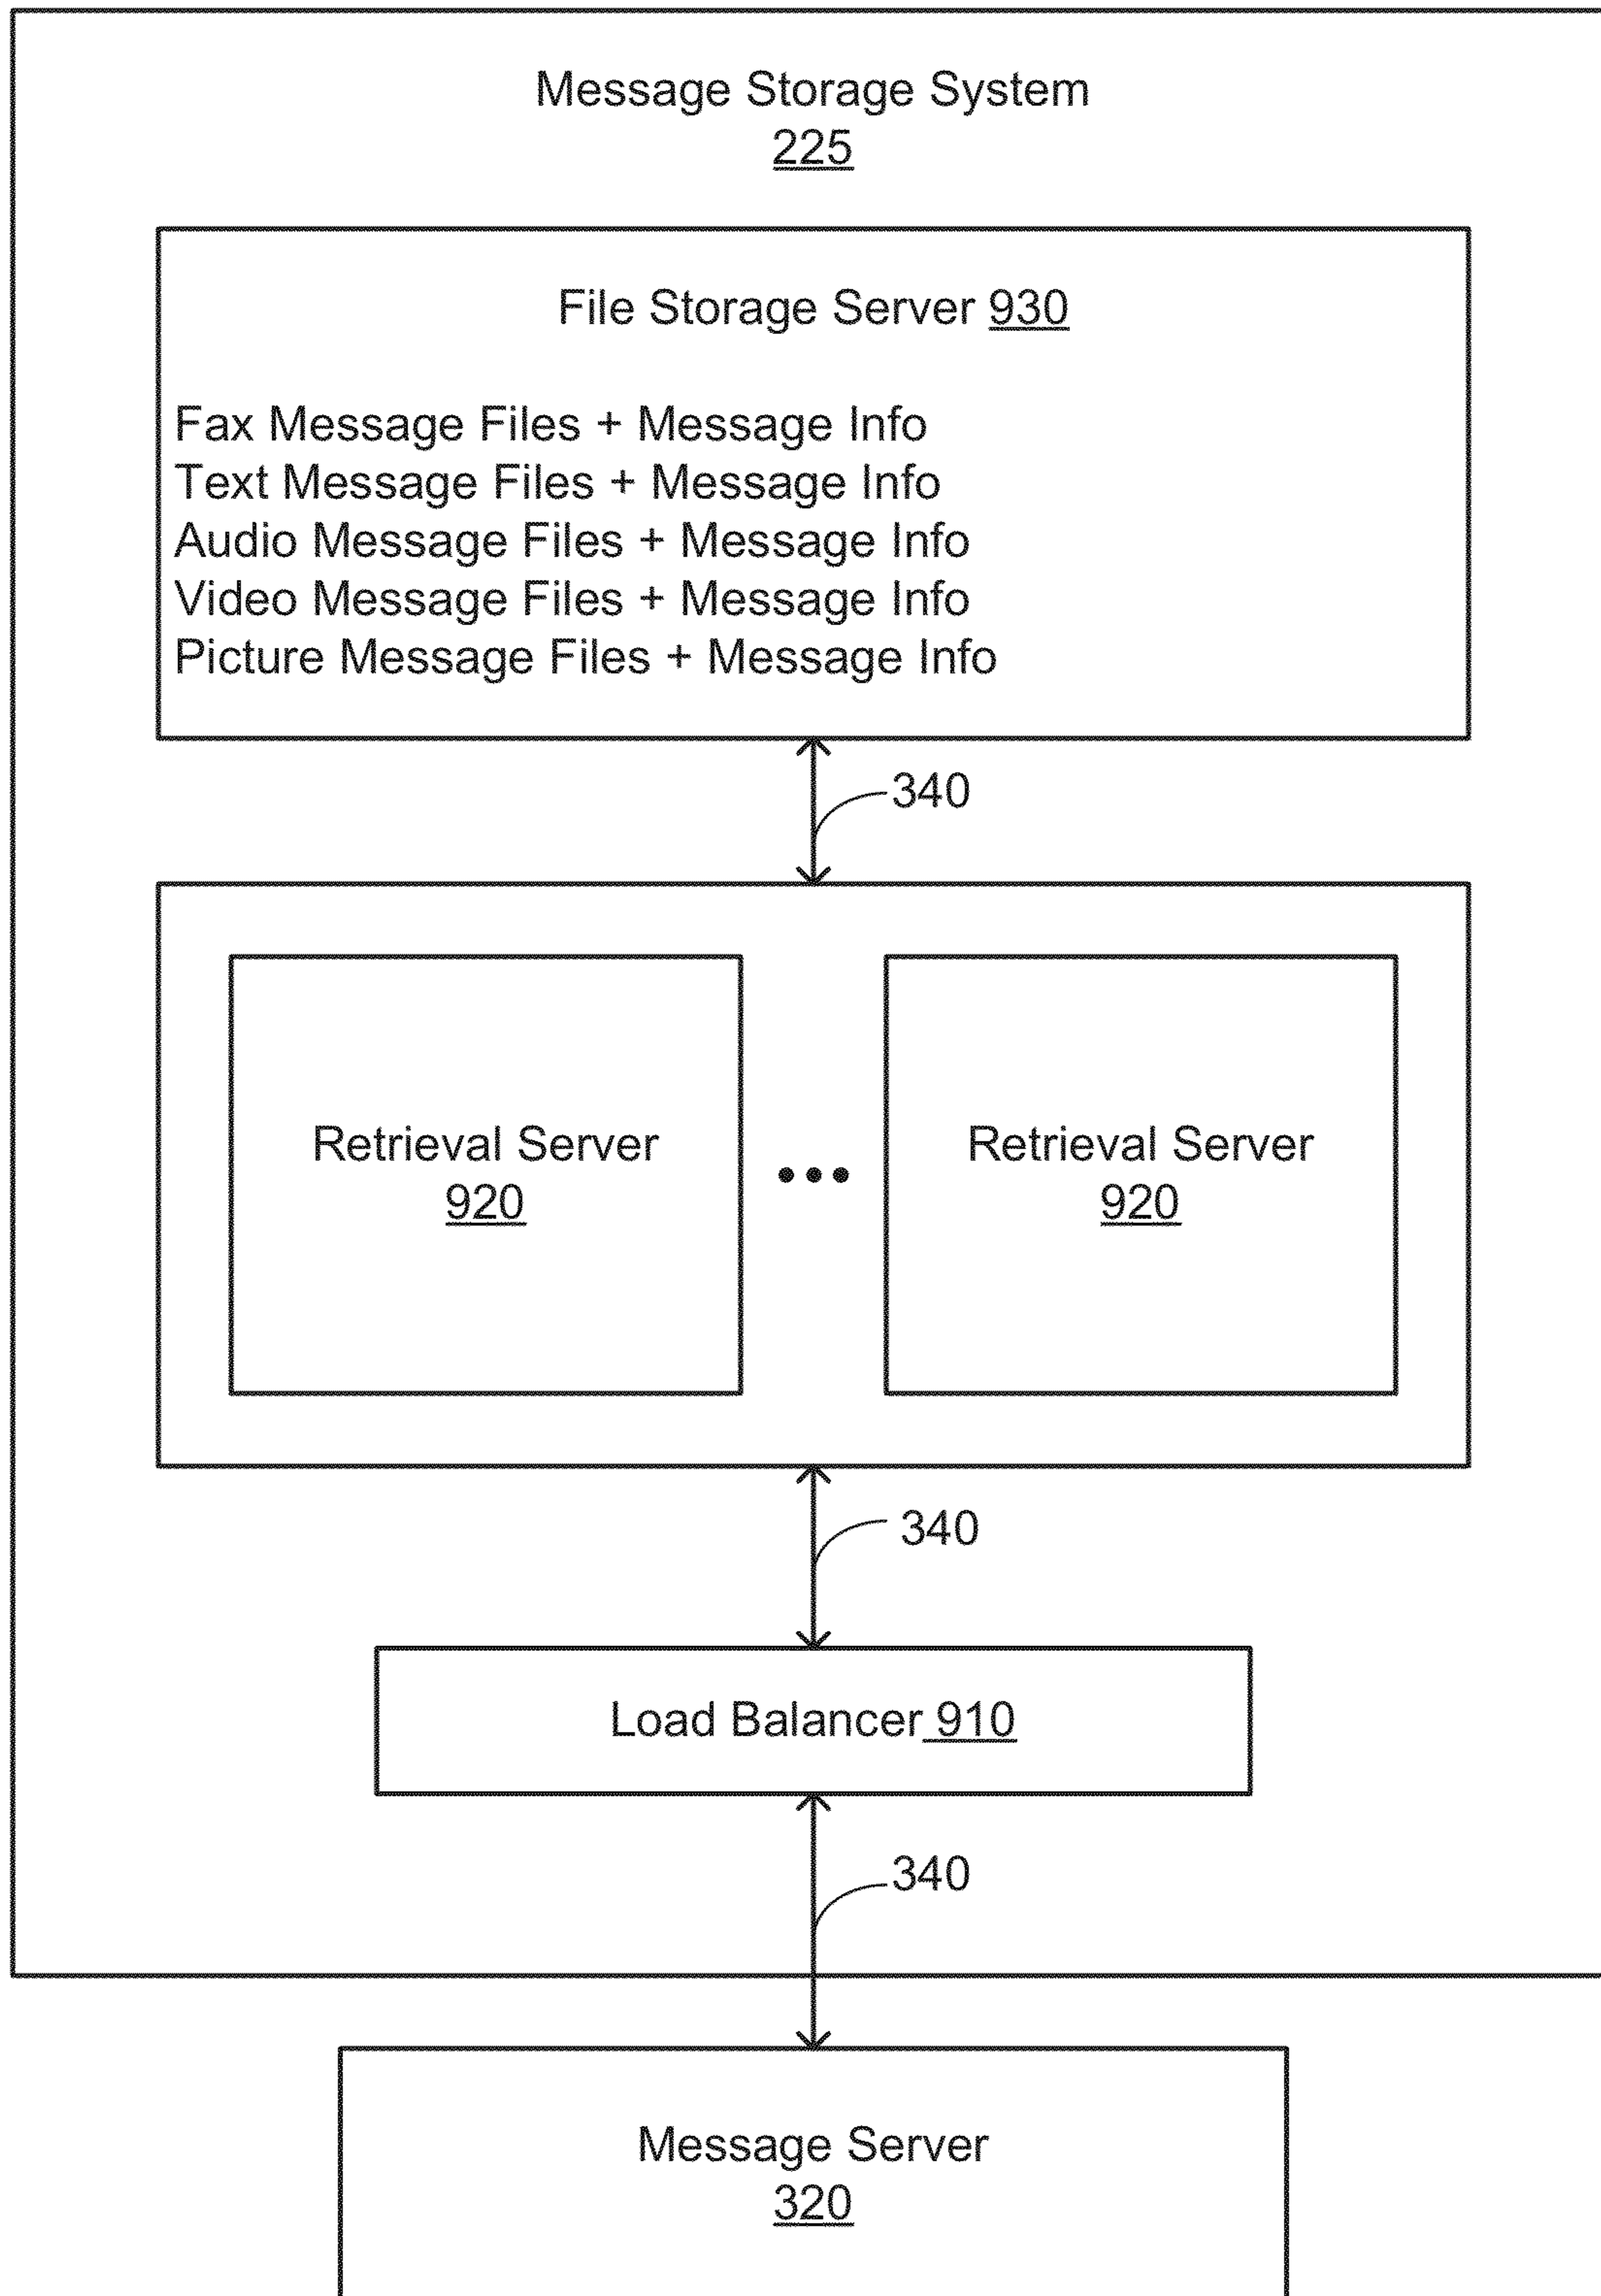 Message Storage System
225
File Storage Server 930
Fax Message Files + Message Info
Text Message Files + Message Info
Audio Message Files + Message Info
Video Message Files + Message Info
Picture Message Files + Message Info
340
Retrieval Server
920
Retrieval Server
920
340
Load Balancer 910
340
Message Server
320